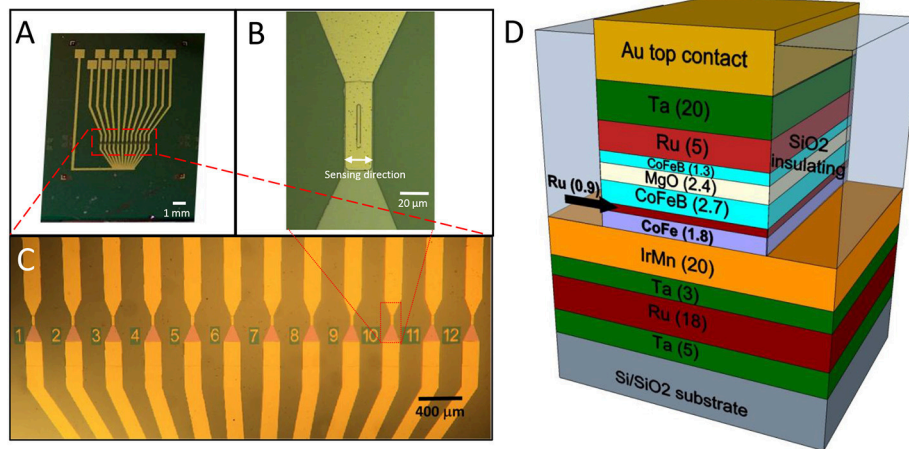 A
1 mm
B
Sensing direction
20 µm
C
1 2 3 4 5 6 7 8 9 10 11 12
400 µm
D
Au top contact
Ta (20)
Ru (5)
SiO2
insulating
CoFeB (1.3)
MgO (2.4)
Ru (0.9)
CoFeB (2.7)
CoFe (1.8)
IrMn (20)
Ta (3)
Ru (18)
Ta (5)
Si/SiO2 substrate